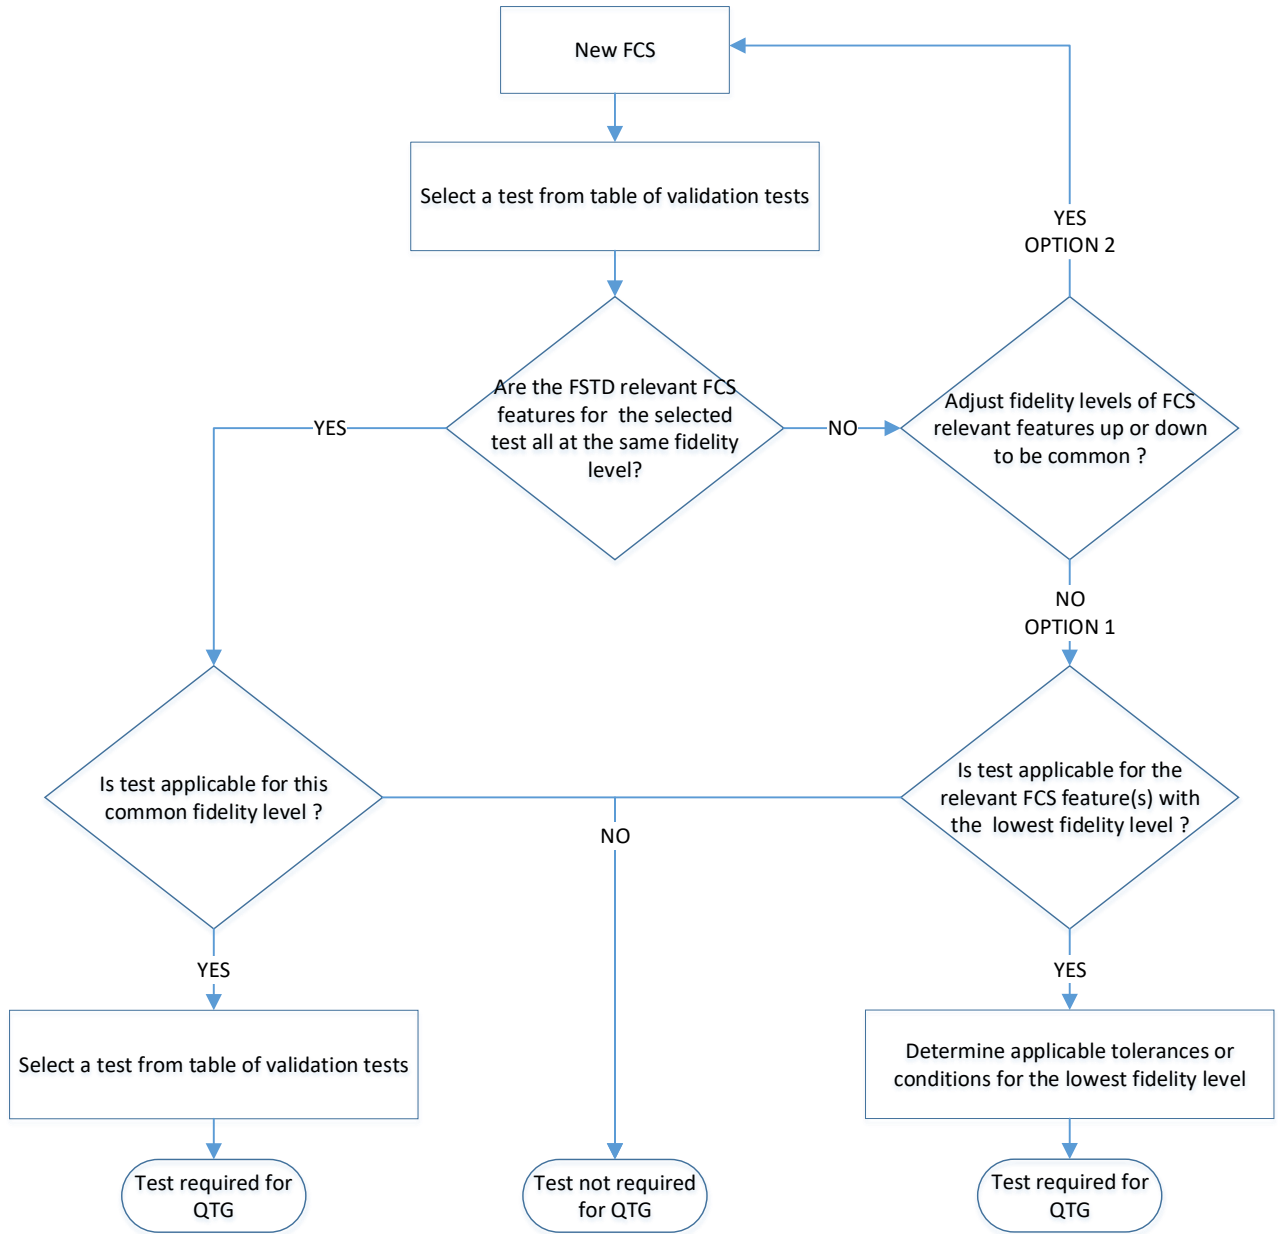 New FCS
Select a test from table of validation tests
YES
OPTION 2
Are the FSTD relevant FCS
features for the selected
test all at the same fidelity
level?
YES
NO
Adjust fidelity levels of FCS
relevant features up or down
to be common ?
NO
OPTION 1
Is test applicable for this
common fidelity level ?
NO
Is test applicable for the
relevant FCS feature(s) with
the lowest fidelity level ?
YES
YES
Select a test from table of validation tests
Determine applicable tolerances or
conditions for the lowest fidelity level
Test required for
QTG
Test not required
for QTG
Test required for
QTG